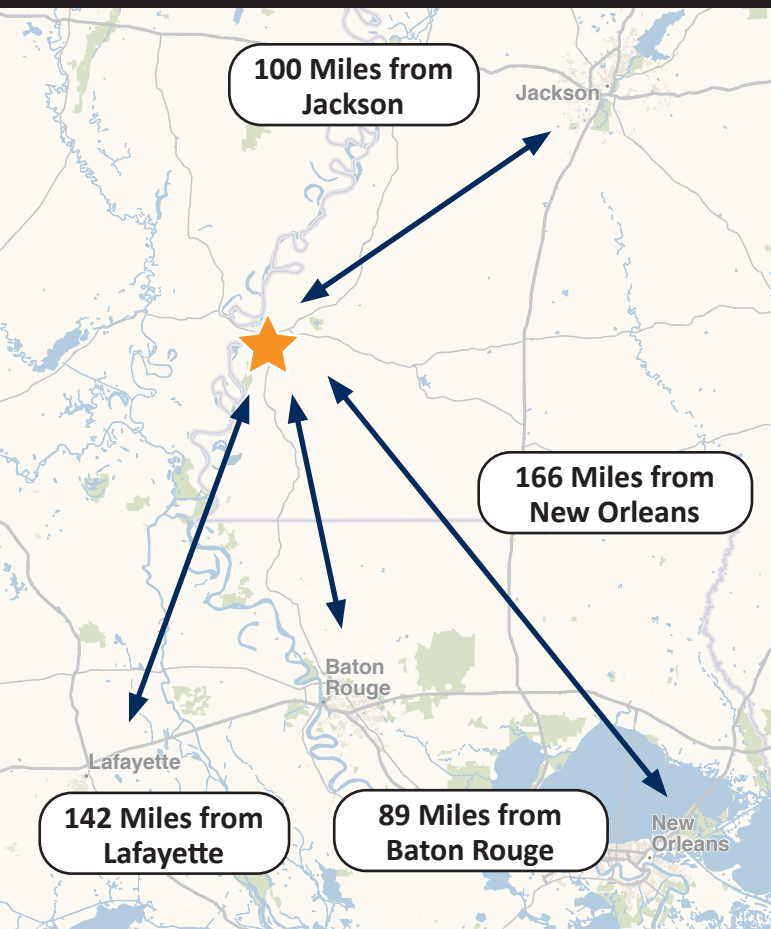 100 Miles from
Jackson
Jackson
166 Miles from
New Orleans
Baton
Rouge
Lafayette
142 Miles from
Lafayette
89 Miles from
Baton Rouge
New
Orleans